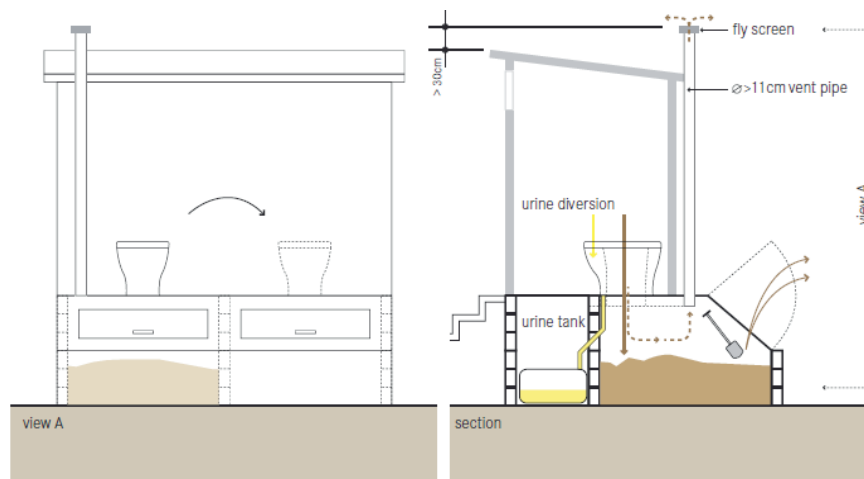 fly screen
> 30cm
⌀>11cm vent pipe
urine diversion
view A
urine tank
view A
section